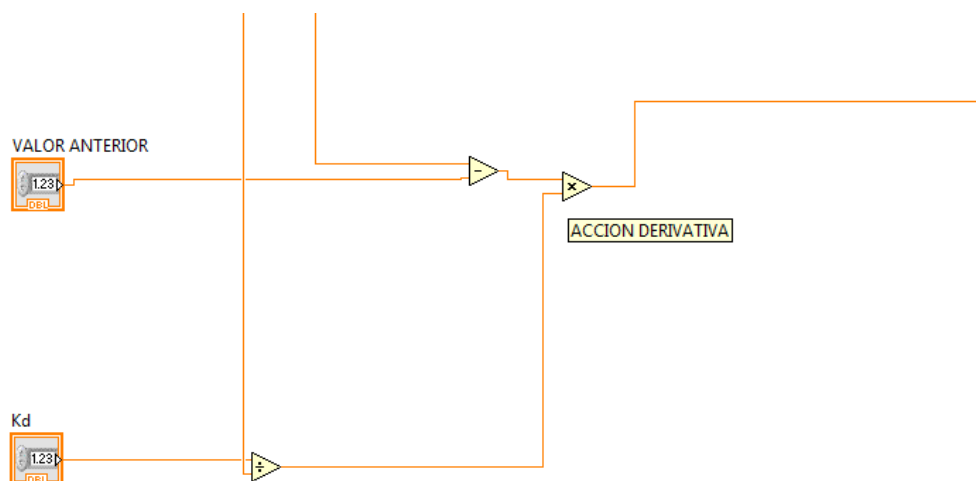 VALOR ANTERIOR
1.23
DBL
-
×
ACCION DERIVATIVA
Kd
1.23
DBL
÷